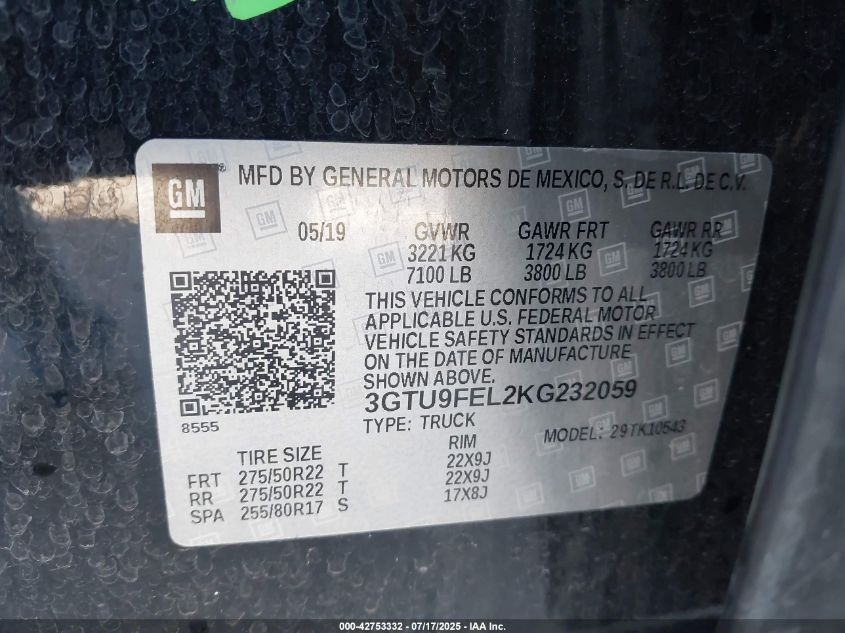 GM ® MFD BY GENERAL MOTORS DE MEXICO, S. DE R.L. DE C.V.
05/19 GVWR GAWR FRT GAWR RR
3221 KG 1724 KG 1724 KG
7100 LB 3800 LB 3800 LB
THIS VEHICLE CONFORMS TO ALL
APPLICABLE U.S. FEDERAL MOTOR
VEHICLE SAFETY STANDARDS IN EFFECT
ON THE DATE OF MANUFACTURE
SHOWN ABOVE.
3GTU9FEL2KG232059
8555
TYPE: TRUCK MODEL: 29TK10543
TIRE SIZE RIM
FRT 275/50R22 T 22X9J
RR 275/50R22 T 22X9J
SPA 255/80R17 S 17X8J
000-42753332 - 07/17/2025 - IAA Inc.